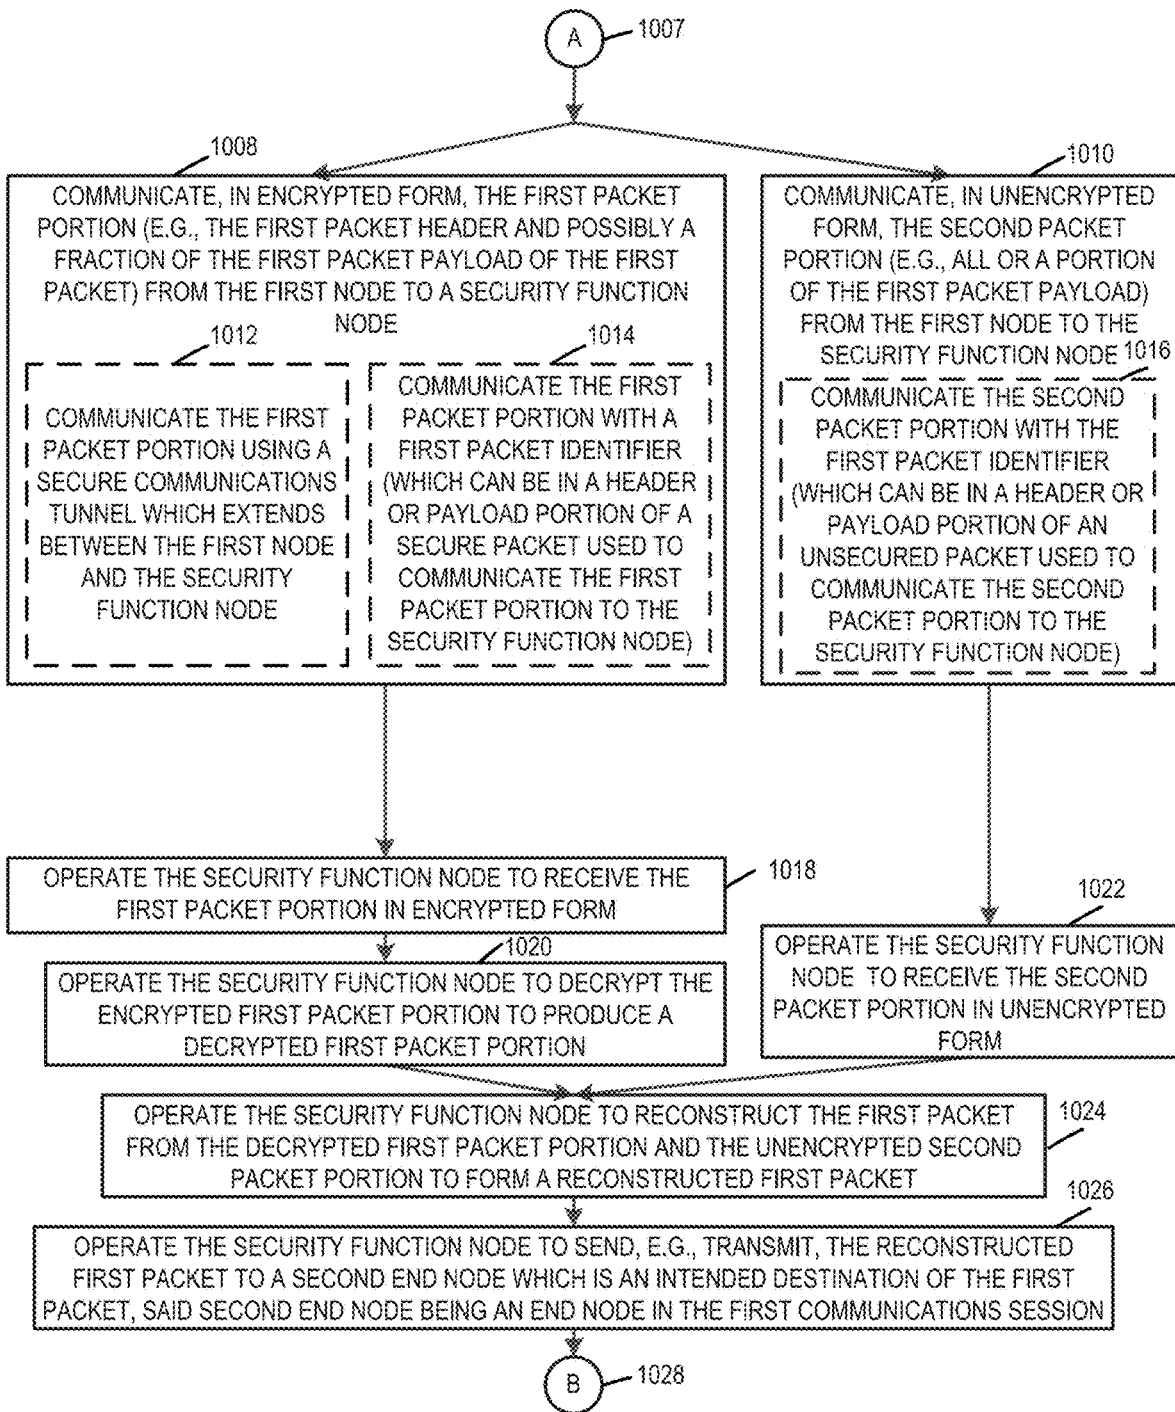 A
1007
1008
COMMUNICATE, IN ENCRYPTED FORM, THE FIRST PACKET
PORTION (E.G., THE FIRST PACKET HEADER AND POSSIBLY A
FRACTION OF THE FIRST PACKET PAYLOAD OF THE FIRST
PACKET) FROM THE FIRST NODE TO A SECURITY FUNCTION
NODE
1012
COMMUNICATE THE FIRST
PACKET PORTION USING A
SECURE COMMUNICATIONS
TUNNEL WHICH EXTENDS
BETWEEN THE FIRST NODE
AND THE SECURITY
FUNCTION NODE
1014
COMMUNICATE THE FIRST
PACKET PORTION WITH A
FIRST PACKET IDENTIFIER
(WHICH CAN BE IN A HEADER
OR PAYLOAD PORTION OF A
SECURE PACKET USED TO
COMMUNICATE THE FIRST
PACKET PORTION TO THE
SECURITY FUNCTION NODE)
1010
COMMUNICATE, IN UNENCRYPTED
FORM, THE SECOND PACKET
PORTION (E.G., ALL OR A PORTION
OF THE FIRST PACKET PAYLOAD)
FROM THE FIRST NODE TO THE
SECURITY FUNCTION NODE
1016
COMMUNICATE THE SECOND
PACKET PORTION WITH THE
FIRST PACKET IDENTIFIER
(WHICH CAN BE IN A HEADER OR
PAYLOAD PORTION OF AN
UNSECURED PACKET USED TO
COMMUNICATE THE SECOND
PACKET PORTION TO THE
SECURITY FUNCTION NODE)
OPERATE THE SECURITY FUNCTION NODE TO RECEIVE THE
FIRST PACKET PORTION IN ENCRYPTED FORM
1018
1020
OPERATE THE SECURITY FUNCTION NODE TO DECRYPT THE
ENCRYPTED FIRST PACKET PORTION TO PRODUCE A
DECRYPTED FIRST PACKET PORTION
1022
OPERATE THE SECURITY FUNCTION
NODE TO RECEIVE THE SECOND
PACKET PORTION IN UNENCRYPTED
FORM
OPERATE THE SECURITY FUNCTION NODE TO RECONSTRUCT THE FIRST PACKET
FROM THE DECRYPTED FIRST PACKET PORTION AND THE UNENCRYPTED SECOND
PACKET PORTION TO FORM A RECONSTRUCTED FIRST PACKET
1024
1026
OPERATE THE SECURITY FUNCTION NODE TO SEND, E.G., TRANSMIT, THE RECONSTRUCTED
FIRST PACKET TO A SECOND END NODE WHICH IS AN INTENDED DESTINATION OF THE FIRST
PACKET, SAID SECOND END NODE BEING AN END NODE IN THE FIRST COMMUNICATIONS SESSION
B
1028